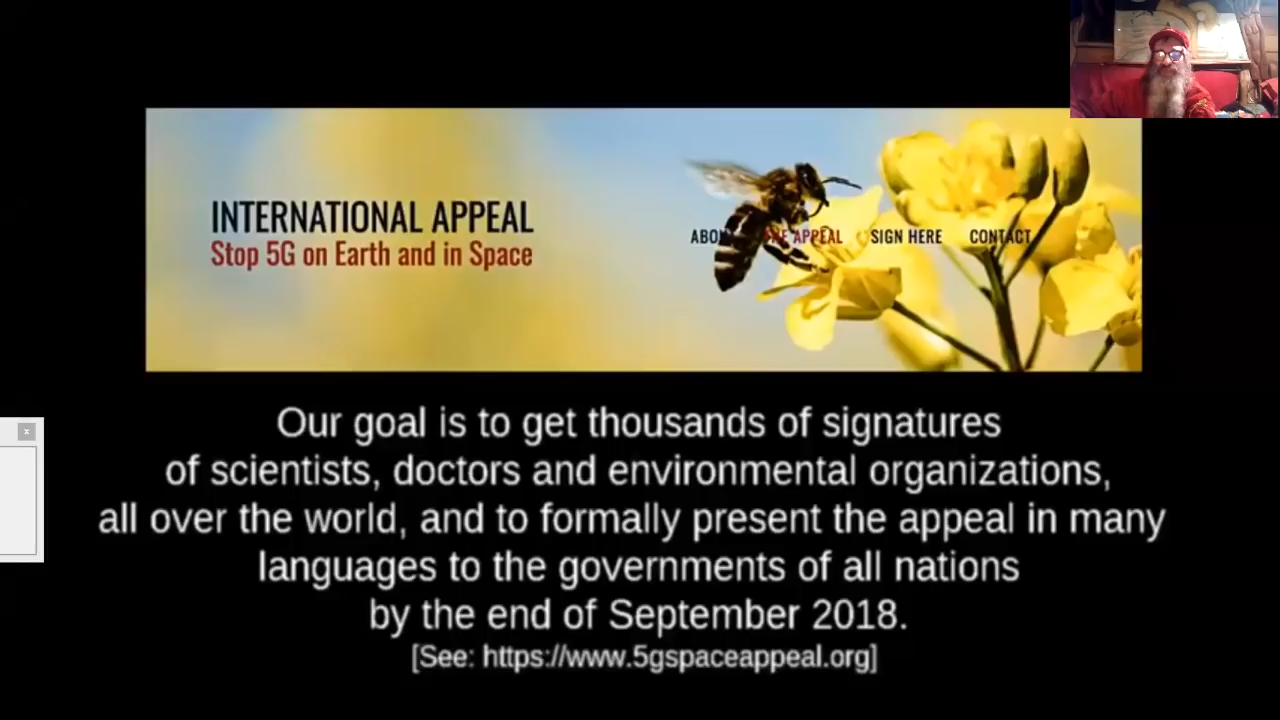 INTERNATIONAL APPEAL
Stop 5G on Earth and in Space
APPEAL SIGN HERE CONTACT
Our goal is to get thousands of signatures
of scientists, doctors and environmental organizations,
all over the world, and to formally present the appeal in many
languages to the governments of all nations
by the end of September 2018.
[See: https://www.5gspaceappeal.org]